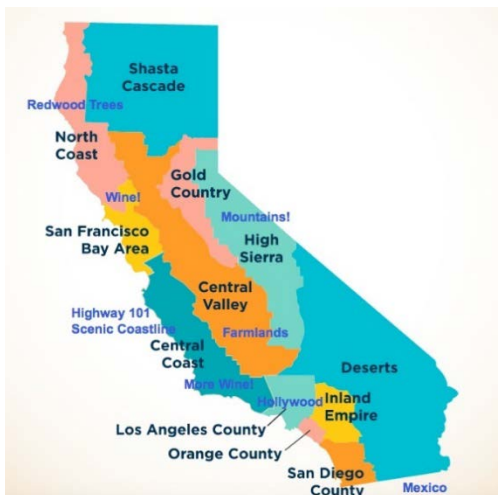 Shasta
Cascade
Redwood Trees
North
Coast
Gold
Country
Wine!
Mountains!
San Francisco
Bay Area
High
Sierra
Central
Valley
Highway 101
Scenic Coastline
Farmlands
Central
Coast
Deserts
More Wine!
Hollywood
Inland
Empire
Los Angeles County
Orange County
San Diego
County
Mexico